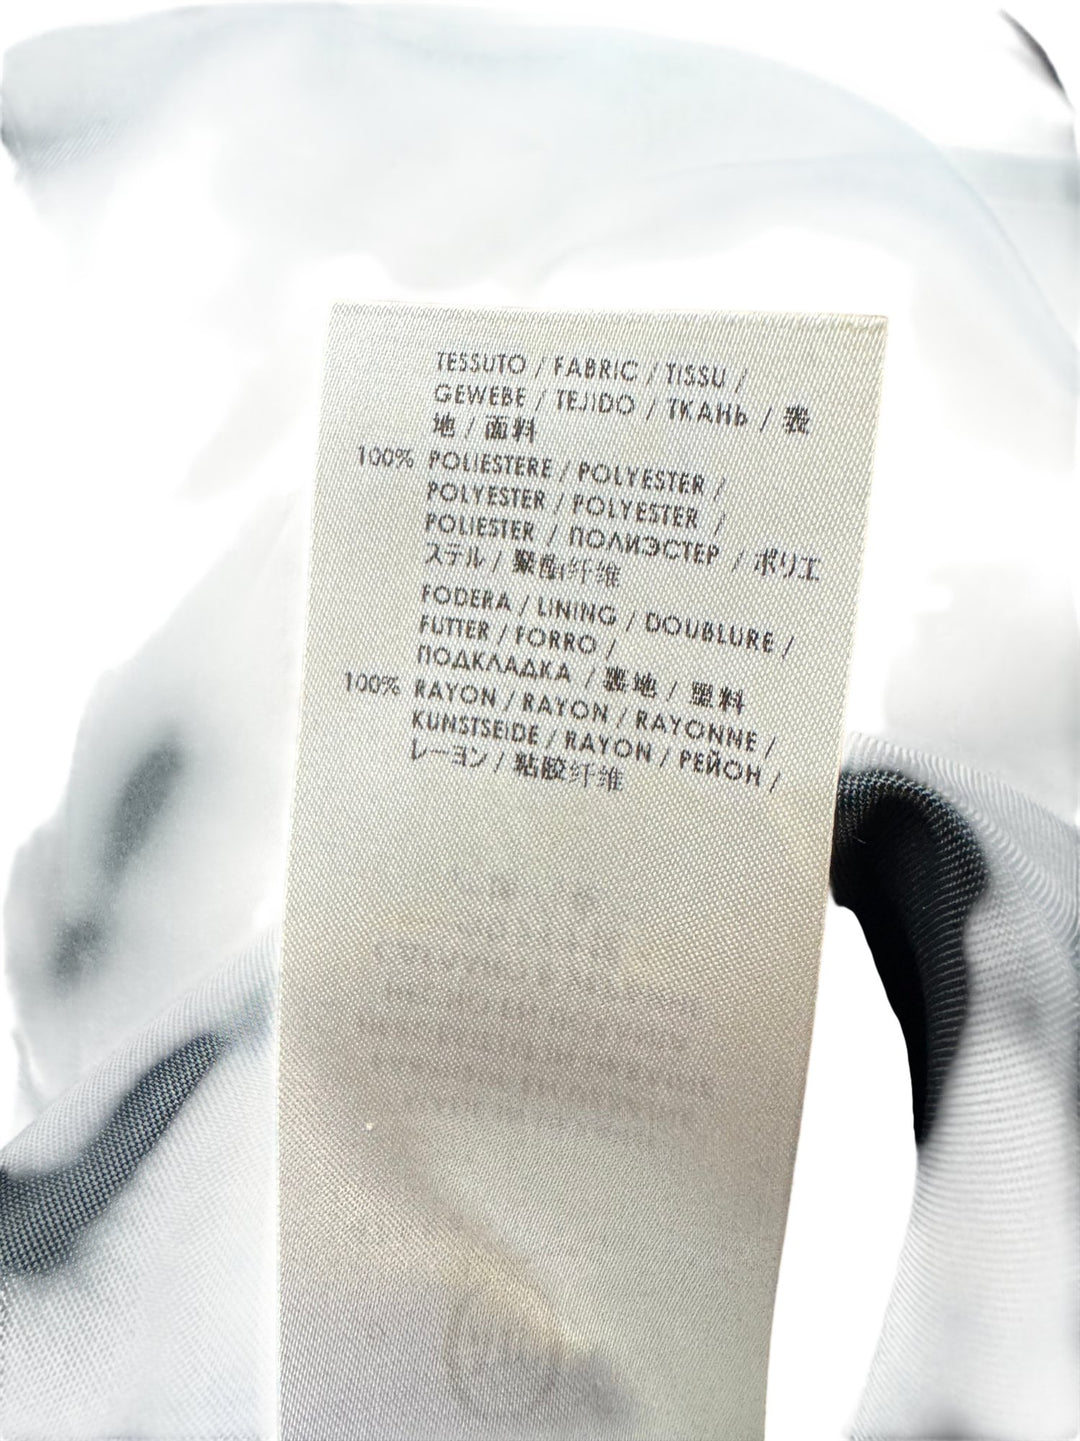 TESSUTO / FABRIC / TISSU /
GEWEBE / TEJIDO / ТКАНЬ / 表
地 / 面料
100% POLIESTERE / POLYESTER /
POLYESTER / POLYESTER /
POLIESTER / ПОЛИЭСТЕР / ポリエ
ステル / 聚酯纤维
FODERA / LINING / DOUBLURE /
FUTTER / FORRO /
ПОДКЛАДКА / 裏地 / 里料
100% RAYON / RAYON / RAYONNE /
KUNSTSEIDE / RAYON / РЕЙОН /
レーヨン / 粘胶纤维